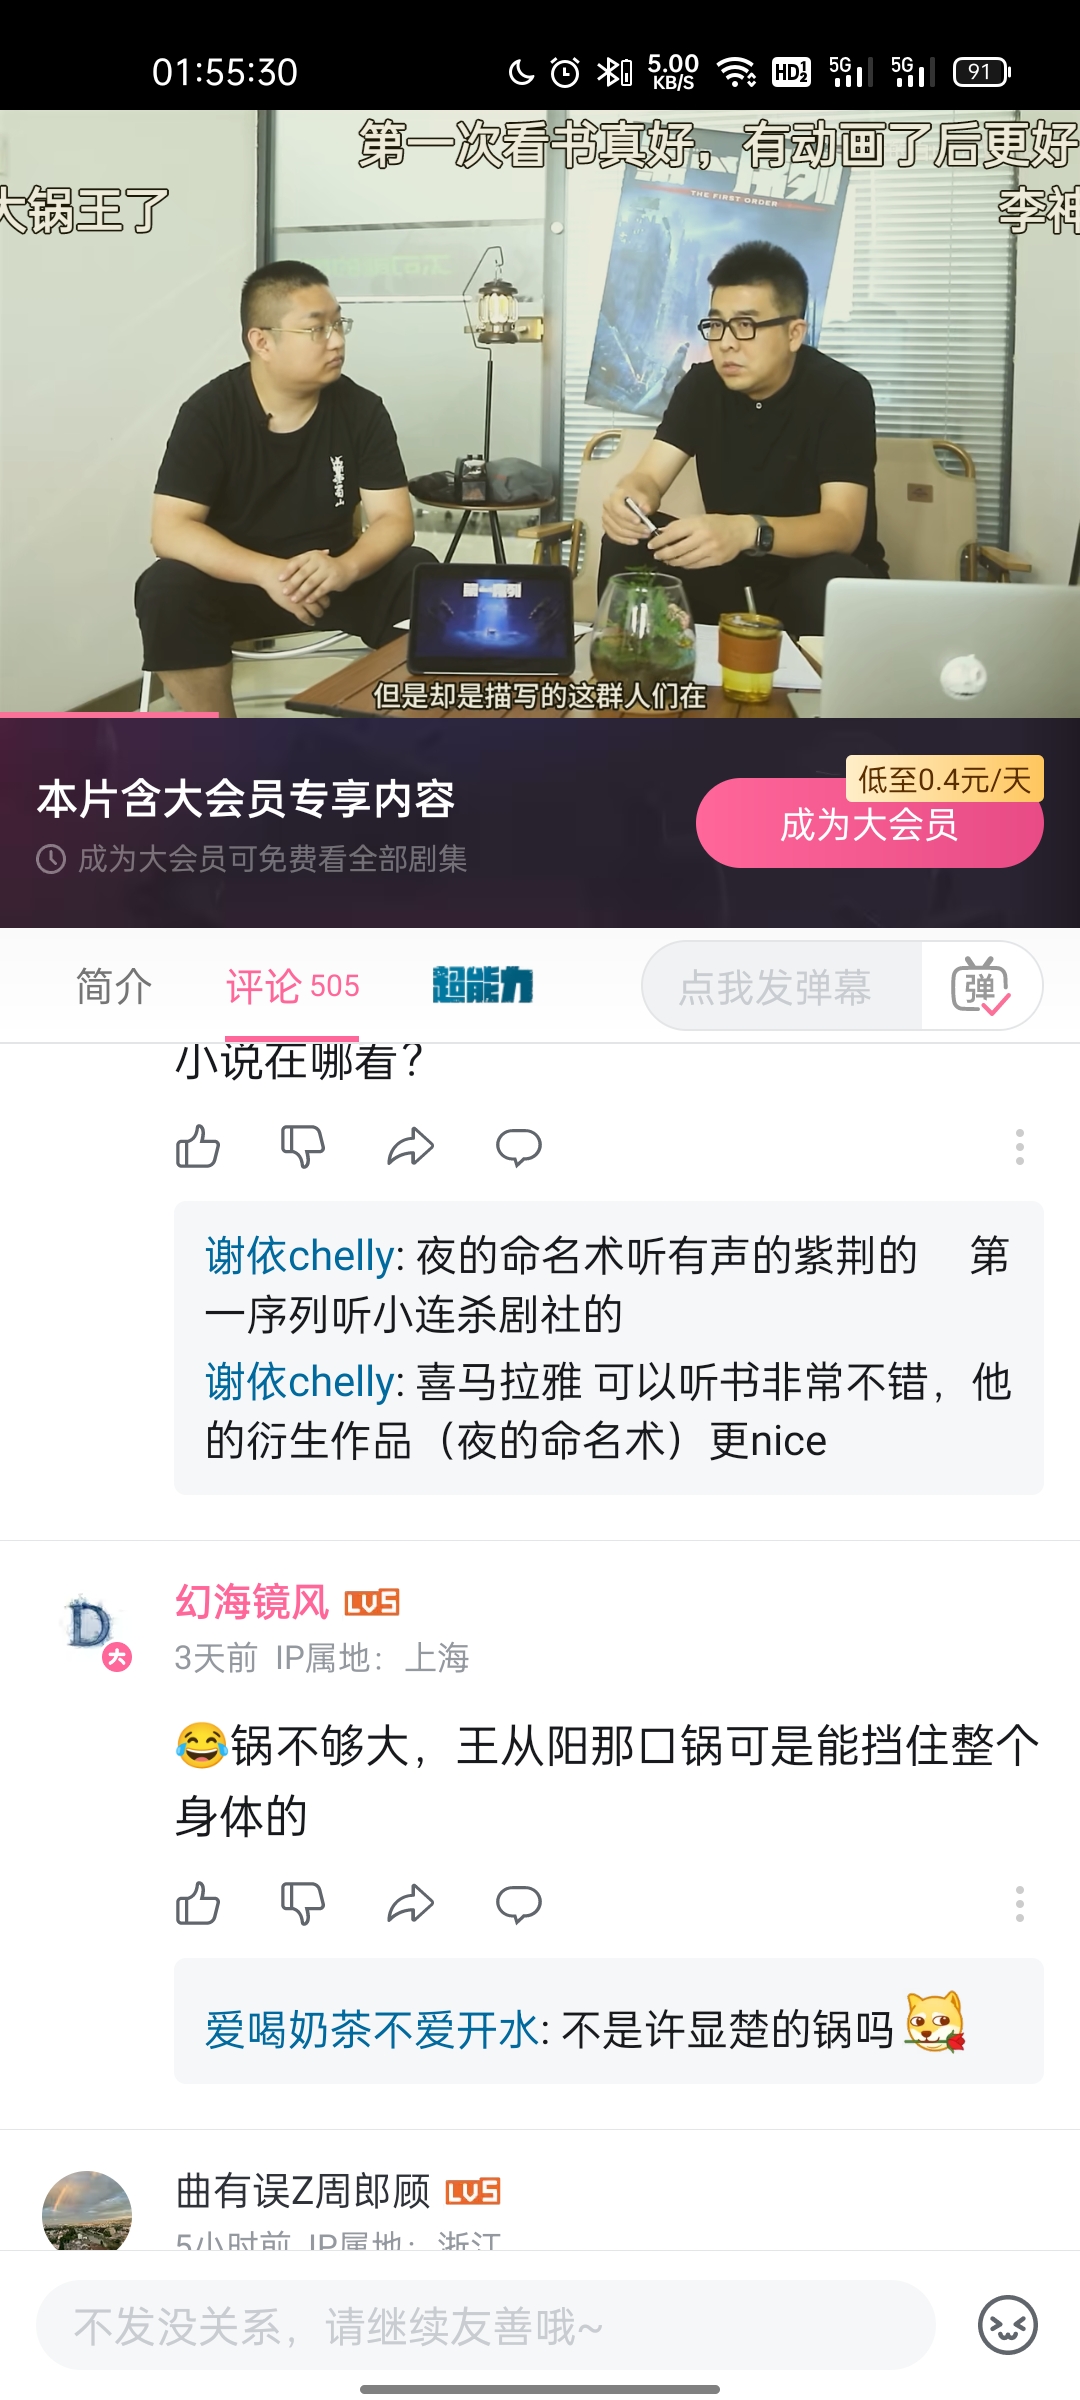 01:55:30
5.00
KB/S
HD
5G
5G
91
第一次看书真好，有动画了后更好
大锅王了
李神
THE FIRST ORDER
第一序列
但是却是描写的这群人们在
本片含大会员专享内容
低至0.4元/天
成为大会员可免费看全部剧集
成为大会员
简介
评论 505
超能力
点我发弹幕
弹
小说在哪看？
谢依chelly: 夜的命名术听有声的紫荆的 第
一序列听小连杀剧社的
谢依chelly: 喜马拉雅 可以听书非常不错，他
的衍生作品（夜的命名术）更nice
D
大
幻海镜风 LV5
3天前 IP属地：上海
😂锅不够大，王从阳那口锅可是能挡住整个
身体的
爱喝奶茶不爱开水: 不是许显楚的锅吗
曲有误Z周郎顾 LV5
5小时前 IP属地：浙江
不发没关系，请继续友善哦~